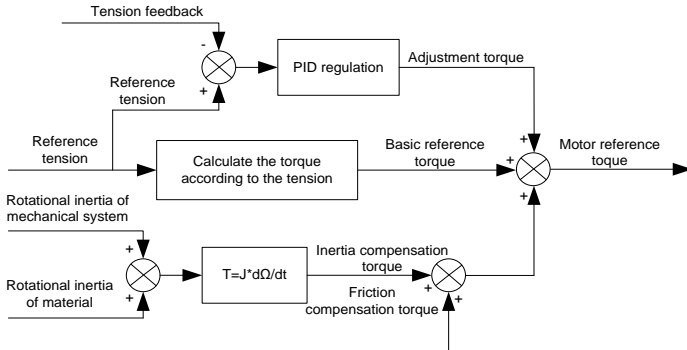 Tension feedback
-
+
PID regulation
Adjustment torque
Reference
tension
Reference
tension
Calculate the torque
according to the tension
Basic reference
torque
+
+
+
Motor reference
toque
Rotational inertia of
mechanical system
+
+
Rotational inertia
of material
T=J*dΩ/dt
Inertia compensation
torque
+
+
Friction
compensation torque